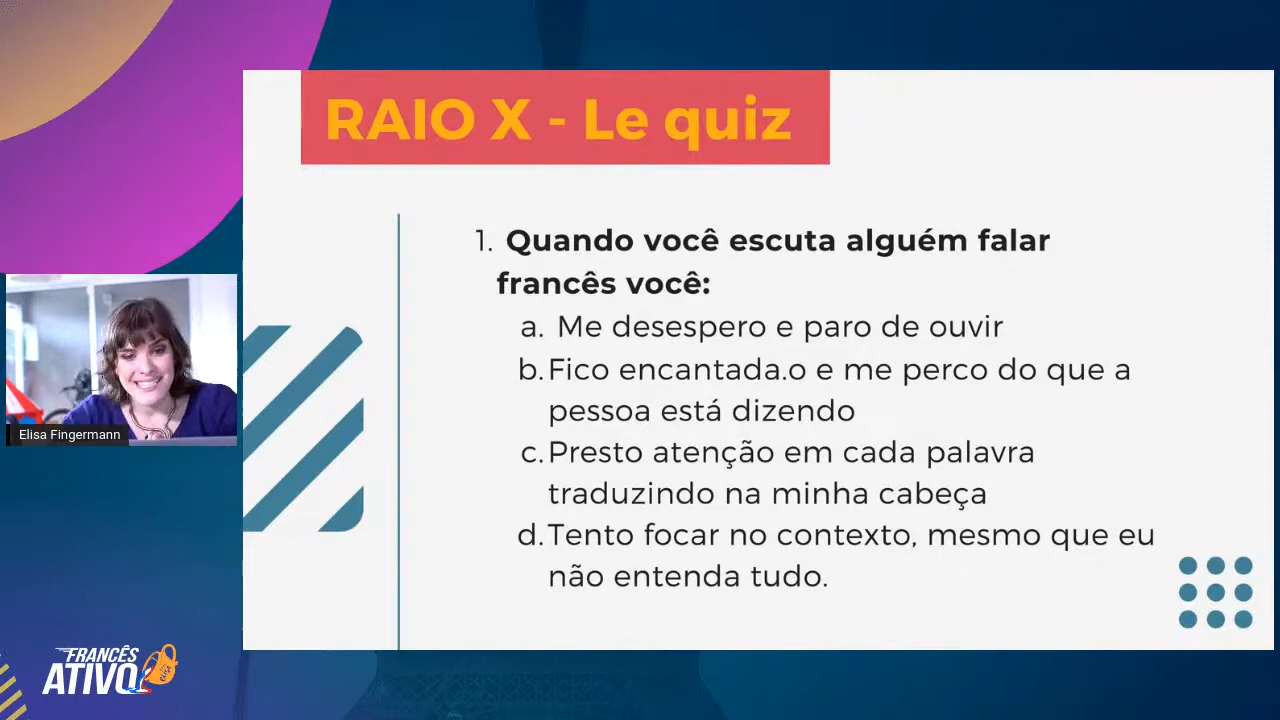 RAIO X - Le quiz
1. Quando você escuta alguém falar
francês você:
a. Me desespero e paro de ouvir
b. Fico encantada.o e me perco do que a
pessoa está dizendo
c. Presto atenção em cada palavra
traduzindo na minha cabeça
d. Tento focar no contexto, mesmo que eu
não entenda tudo.
Elisa Fingermann
FRANCÊS
ATIVO
elisa